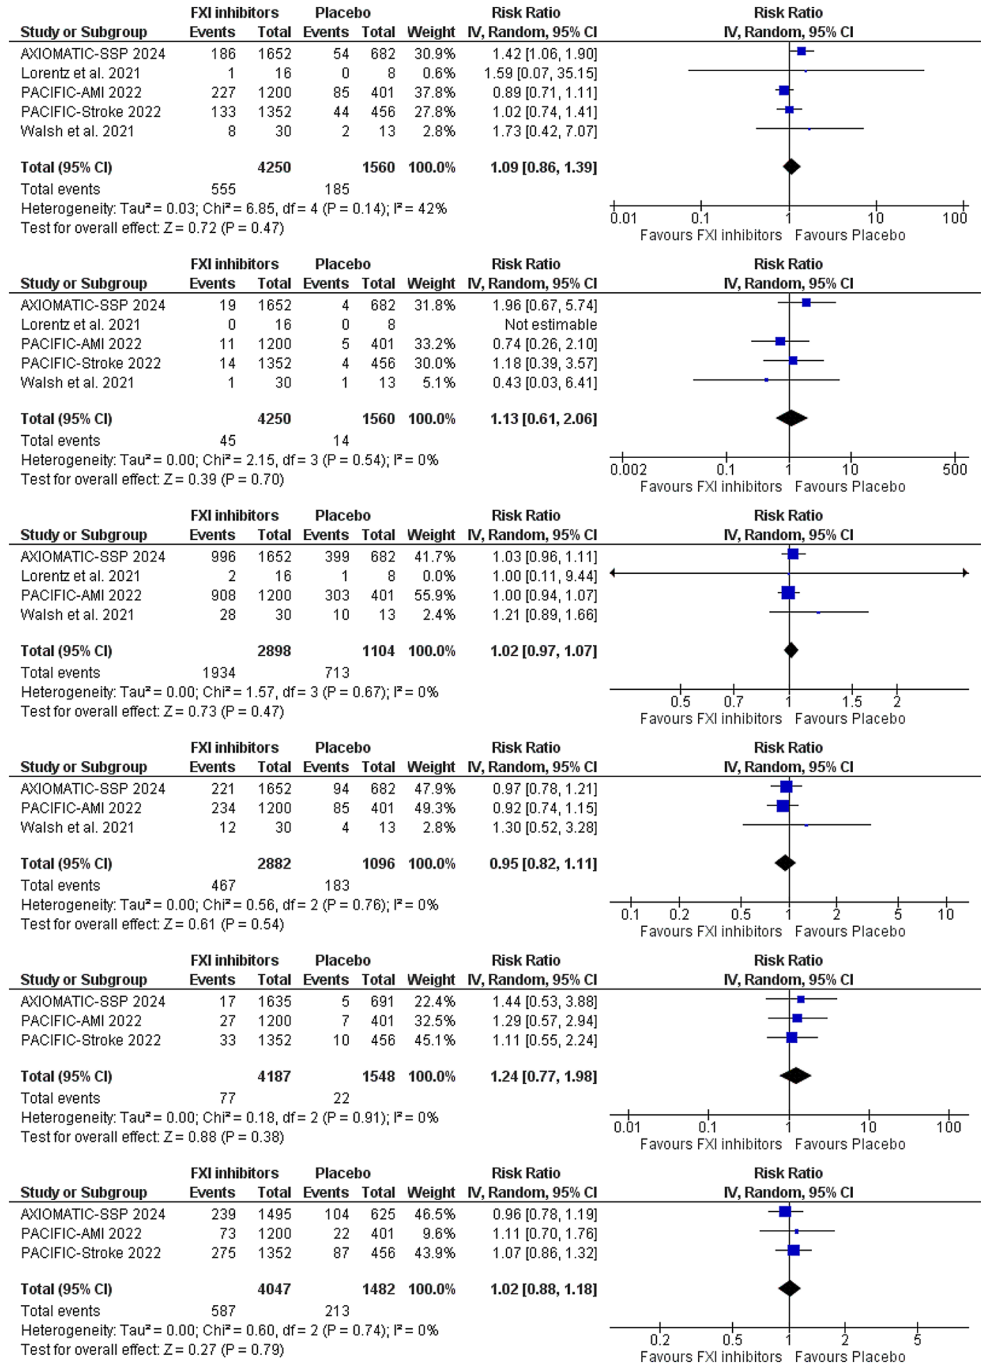 FXI inhibitors Placebo Risk Ratio Risk Ratio
Study or Subgroup Events Total Events Total Weight IV, Random, 95% CI IV, Random, 95% CI
AXIOMATIC-SSP 2024 186 1652 54 682 30.9% 1.42 [1.06, 1.90]
Lorentz et al. 2021 1 16 0 8 0.6% 1.59 [0.07, 35.15]
PACIFIC-AMI 2022 227 1200 85 401 37.8% 0.89 [0.71, 1.11]
PACIFIC-Stroke 2022 133 1352 44 456 27.8% 1.02 [0.74, 1.41]
Walsh et al. 2021 8 30 2 13 2.8% 1.73 [0.42, 7.07]
Total (95% CI) 4250 1560 100.0% 1.09 [0.86, 1.39]
Total events 555 185
Heterogeneity: Tau² = 0.03; Chi² = 6.85, df = 4 (P = 0.14); I² = 42%
Test for overall effect: Z = 0.72 (P = 0.47)
0.01 0.1 1 10 100
Favours FXI inhibitors Favours Placebo
FXI inhibitors Placebo Risk Ratio Risk Ratio
Study or Subgroup Events Total Events Total Weight IV, Random, 95% CI IV, Random, 95% CI
AXIOMATIC-SSP 2024 19 1652 4 682 31.8% 1.96 [0.67, 5.74]
Lorentz et al. 2021 0 16 0 8 Not estimable
PACIFIC-AMI 2022 11 1200 5 401 33.2% 0.74 [0.26, 2.10]
PACIFIC-Stroke 2022 14 1352 4 456 30.0% 1.18 [0.39, 3.57]
Walsh et al. 2021 1 30 1 13 5.1% 0.43 [0.03, 6.41]
Total (95% CI) 4250 1560 100.0% 1.13 [0.61, 2.06]
Total events 45 14
Heterogeneity: Tau² = 0.00; Chi² = 2.15, df = 3 (P = 0.54); I² = 0%
Test for overall effect: Z = 0.39 (P = 0.70)
0.002 0.1 1 10 500
Favours FXI inhibitors Favours Placebo
FXI inhibitors Placebo Risk Ratio Risk Ratio
Study or Subgroup Events Total Events Total Weight IV, Random, 95% CI IV, Random, 95% CI
AXIOMATIC-SSP 2024 996 1652 399 682 41.7% 1.03 [0.96, 1.11]
Lorentz et al. 2021 2 16 1 8 0.0% 1.00 [0.11, 9.44]
PACIFIC-AMI 2022 908 1200 303 401 55.9% 1.00 [0.94, 1.07]
Walsh et al. 2021 28 30 10 13 2.4% 1.21 [0.89, 1.66]
Total (95% CI) 2898 1104 100.0% 1.02 [0.97, 1.07]
Total events 1934 713
Heterogeneity: Tau² = 0.00; Chi² = 1.57, df = 3 (P = 0.67); I² = 0%
Test for overall effect: Z = 0.73 (P = 0.47)
0.5 0.7 1 1.5 2
Favours FXI inhibitors Favours Placebo
FXI inhibitors Placebo Risk Ratio Risk Ratio
Study or Subgroup Events Total Events Total Weight IV, Random, 95% CI IV, Random, 95% CI
AXIOMATIC-SSP 2024 221 1652 94 682 47.9% 0.97 [0.78, 1.21]
PACIFIC-AMI 2022 234 1200 85 401 49.3% 0.92 [0.74, 1.15]
Walsh et al. 2021 12 30 4 13 2.8% 1.30 [0.52, 3.28]
Total (95% CI) 2882 1096 100.0% 0.95 [0.82, 1.11]
Total events 467 183
Heterogeneity: Tau² = 0.00; Chi² = 0.56, df = 2 (P = 0.76); I² = 0%
Test for overall effect: Z = 0.61 (P = 0.54)
0.1 0.2 0.5 1 2 5 10
Favours FXI inhibitors Favours Placebo
FXI inhibitors Placebo Risk Ratio Risk Ratio
Study or Subgroup Events Total Events Total Weight IV, Random, 95% CI IV, Random, 95% CI
AXIOMATIC-SSP 2024 17 1635 5 691 22.4% 1.44 [0.53, 3.88]
PACIFIC-AMI 2022 27 1200 7 401 32.5% 1.29 [0.57, 2.94]
PACIFIC-Stroke 2022 33 1352 10 456 45.1% 1.11 [0.55, 2.24]
Total (95% CI) 4187 1548 100.0% 1.24 [0.77, 1.98]
Total events 77 22
Heterogeneity: Tau² = 0.00; Chi² = 0.18, df = 2 (P = 0.91); I² = 0%
Test for overall effect: Z = 0.88 (P = 0.38)
0.01 0.1 1 10 100
Favours FXI inhibitors Favours Placebo
FXI inhibitors Placebo Risk Ratio Risk Ratio
Study or Subgroup Events Total Events Total Weight IV, Random, 95% CI IV, Random, 95% CI
AXIOMATIC-SSP 2024 239 1495 104 625 46.5% 0.96 [0.78, 1.19]
PACIFIC-AMI 2022 73 1200 22 401 9.6% 1.11 [0.70, 1.76]
PACIFIC-Stroke 2022 275 1352 87 456 43.9% 1.07 [0.86, 1.32]
Total (95% CI) 4047 1482 100.0% 1.02 [0.88, 1.18]
Total events 587 213
Heterogeneity: Tau² = 0.00; Chi² = 0.60, df = 2 (P = 0.74); I² = 0%
Test for overall effect: Z = 0.27 (P = 0.79)
0.2 0.5 1 2 5
Favours FXI inhibitors Favours Placebo